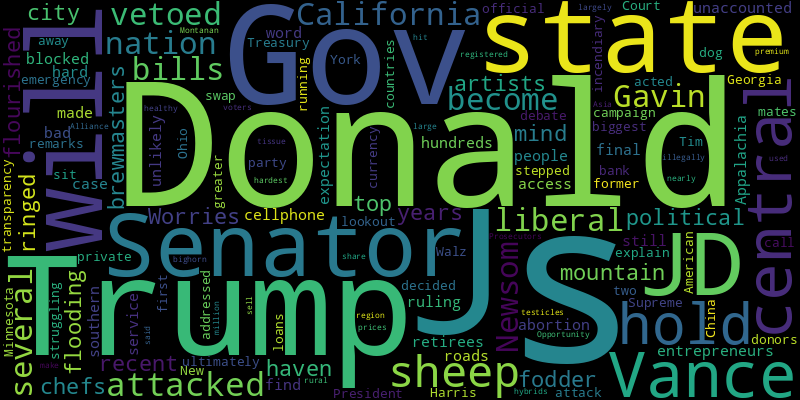 city vetoed California official largely Court unaccounted
Montanan nation Gov word Treasury York hit state dog
flourished away blocked hard emergency bills running countries registered incendiary premium
Will made swap artists become acted Georgia
bad remarks brewmasters unlikely Ohio Donald debate Gavin campaign biggest mates
Alliance healthy voters Asia
transparency ringed sit case tissue greater party expectation hundreds mind final Tim illegally
hardest currency large people bank nearly Appalachia central
stepped access former used
Worries cellphone top years liberal political
Minnesota private Senator lookout Walz J S Prosecutors mountain still explain call
several struggling flooding bighorn share decided Newsom JD American two
southern service first addressed Trump ruling Supreme China
said million sell loans region prices testicles abortion hold donors
chefs recent ultimately haven retirees roads Opportunity entrepreneurs
make attacked New find rural President Harris sheep fodder attack hybrids Vance